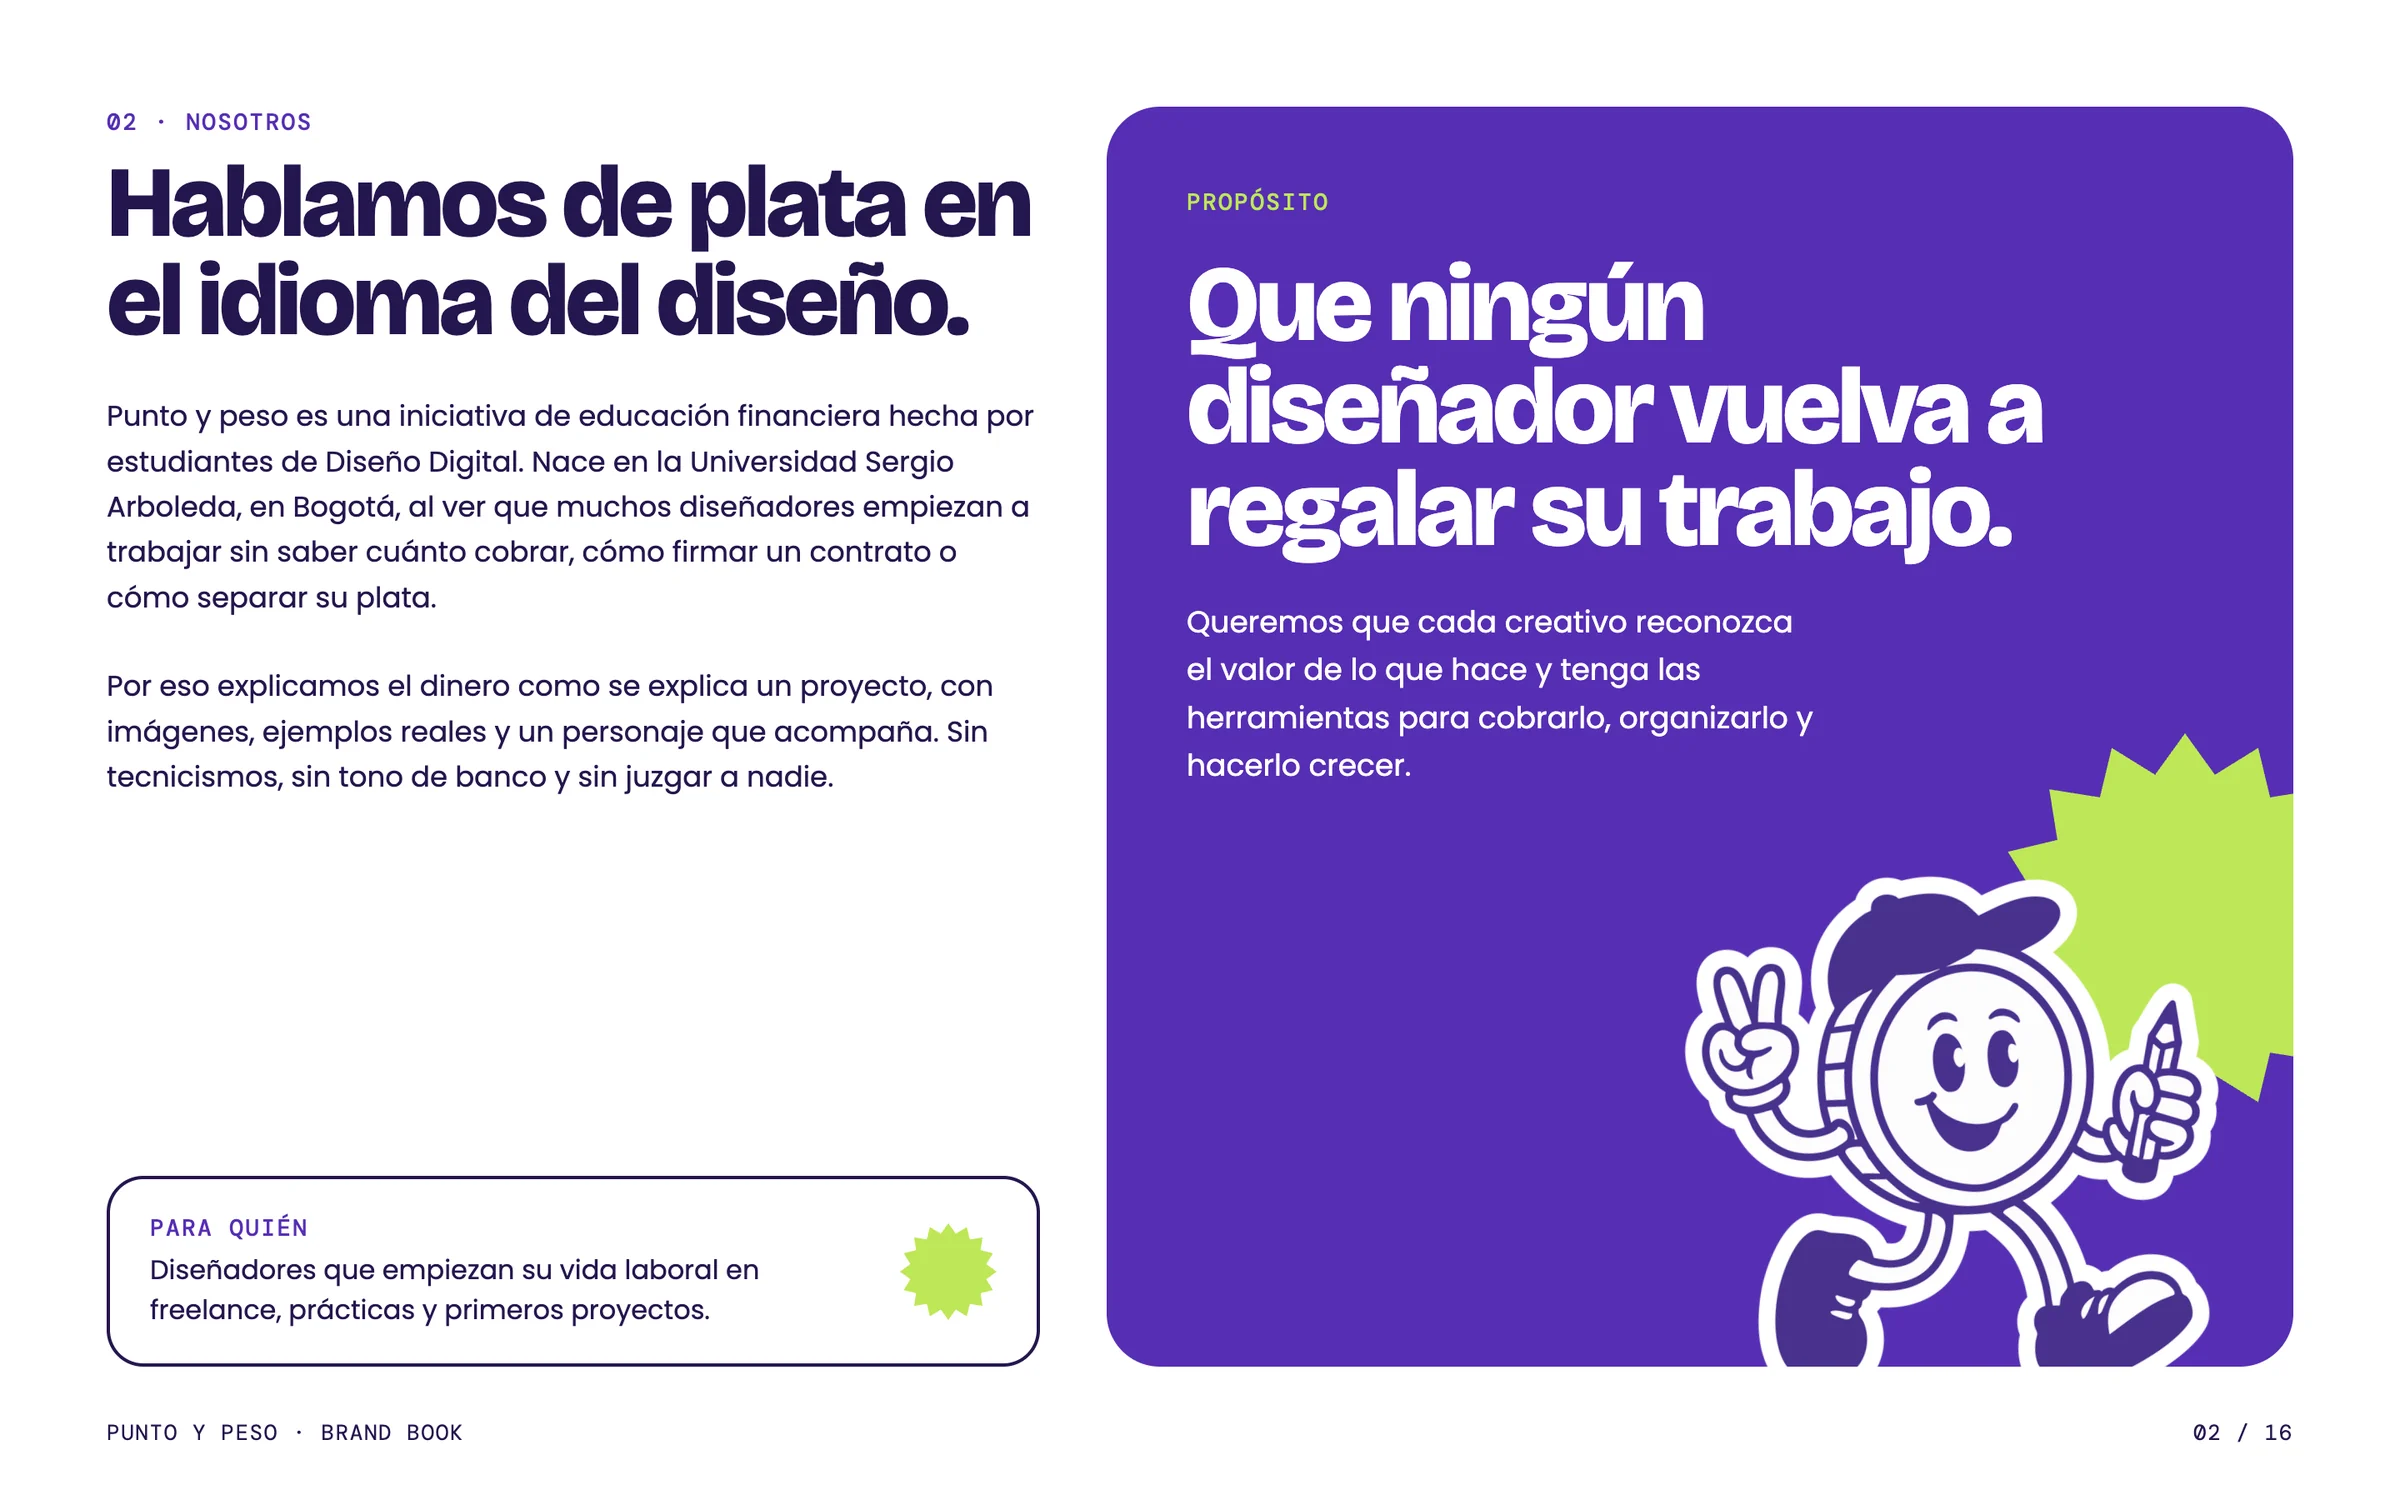 02 · NOSOTROS
Hablamos de plata en
el idioma del diseño.
Punto y peso es una iniciativa de educación financiera hecha por
estudiantes de Diseño Digital. Nace en la Universidad Sergio
Arboleda, en Bogotá, al ver que muchos diseñadores empiezan a
trabajar sin saber cuánto cobrar, cómo firmar un contrato o
cómo separar su plata.
Por eso explicamos el dinero como se explica un proyecto, con
imágenes, ejemplos reales y un personaje que acompaña. Sin
tecnicismos, sin tono de banco y sin juzgar a nadie.
PARA QUIÉN
Diseñadores que empiezan su vida laboral en
freelance, prácticas y primeros proyectos.
PROPÓSITO
Que ningún
diseñador vuelva a
regalar su trabajo.
Queremos que cada creativo reconozca
el valor de lo que hace y tenga las
herramientas para cobrarlo, organizarlo y
hacerlo crecer.
PUNTO Y PESO · BRAND BOOK
02 / 16